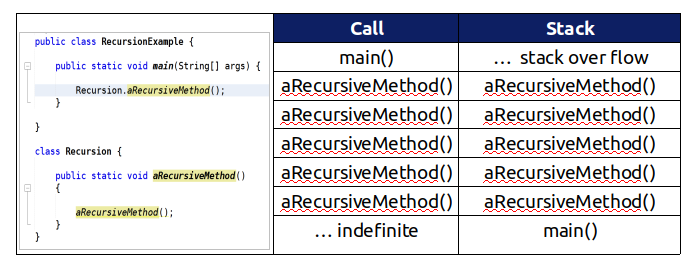 public class RecursionExample {
public static void main(String[] args) {
Recursion.aRecursiveMethod();
}
}
class Recursion {
public static void aRecursiveMethod()
{
aRecursiveMethod();
}
}
Call Stack
main() ... stack over flow
aRecursiveMethod() aRecursiveMethod()
aRecursiveMethod() aRecursiveMethod()
aRecursiveMethod() aRecursiveMethod()
aRecursiveMethod() aRecursiveMethod()
aRecursiveMethod() aRecursiveMethod()
... indefinite main()